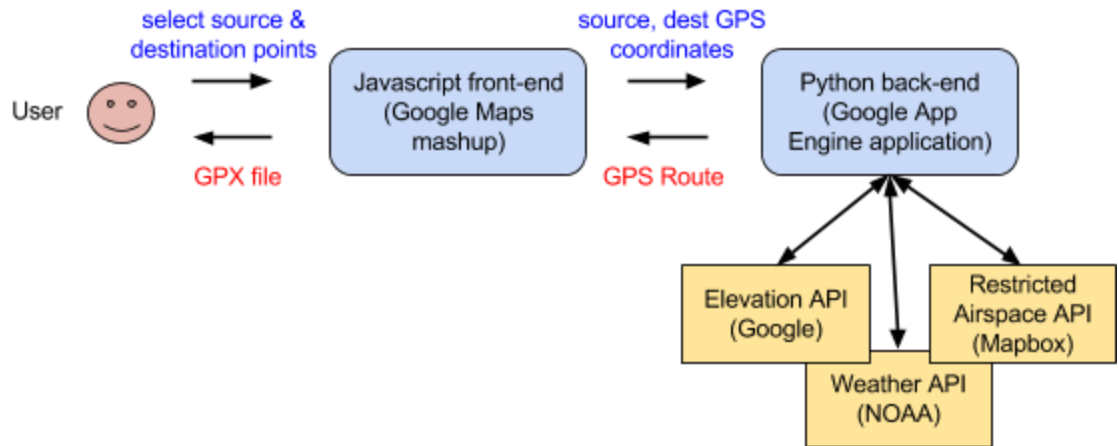 select source &
destination points
source, dest GPS
coordinates
User
Javascript front-end
(Google Maps
mashup)
Python back-end
(Google App
Engine application)
GPX file
GPS Route
Elevation API
(Google)
Restricted
Airspace API
(Mapbox)
Weather API
(NOAA)